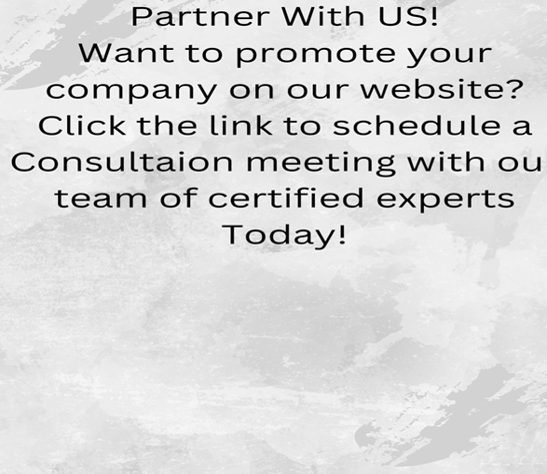 Partner With US!
Want to promote your
company on our website?
Click the link to schedule a
Consultaion meeting with ou
team of certified experts
Today!